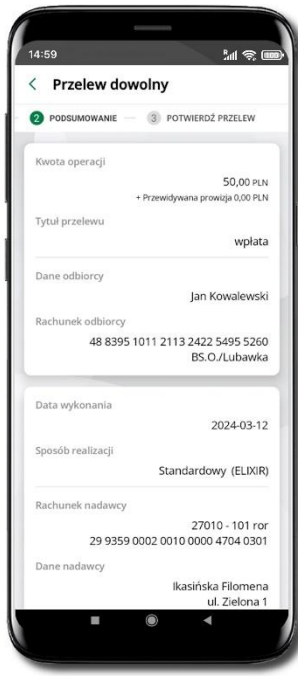 14:59
Przelew dowolny
2 PODSUMOWANIE 3 POTWIERDŹ PRZELEW
Kwota operacji
50,00 PLN
+ Przewidywana prowizja 0,00 PLN
Tytuł przelewu
wpłata
Dane odbiorcy
Jan Kowalewski
Rachunek odbiorcy
48 8395 1011 2113 2422 5495 5260
BS.O./Lubawka
Data wykonania
2024-03-12
Sposób realizacji
Standardowy (ELIXIR)
Rachunek nadawcy
27010 - 101 ror
29 9359 0002 0010 0000 4704 0301
Dane nadawcy
Ikasińska Filomena
ul. Zielona 1